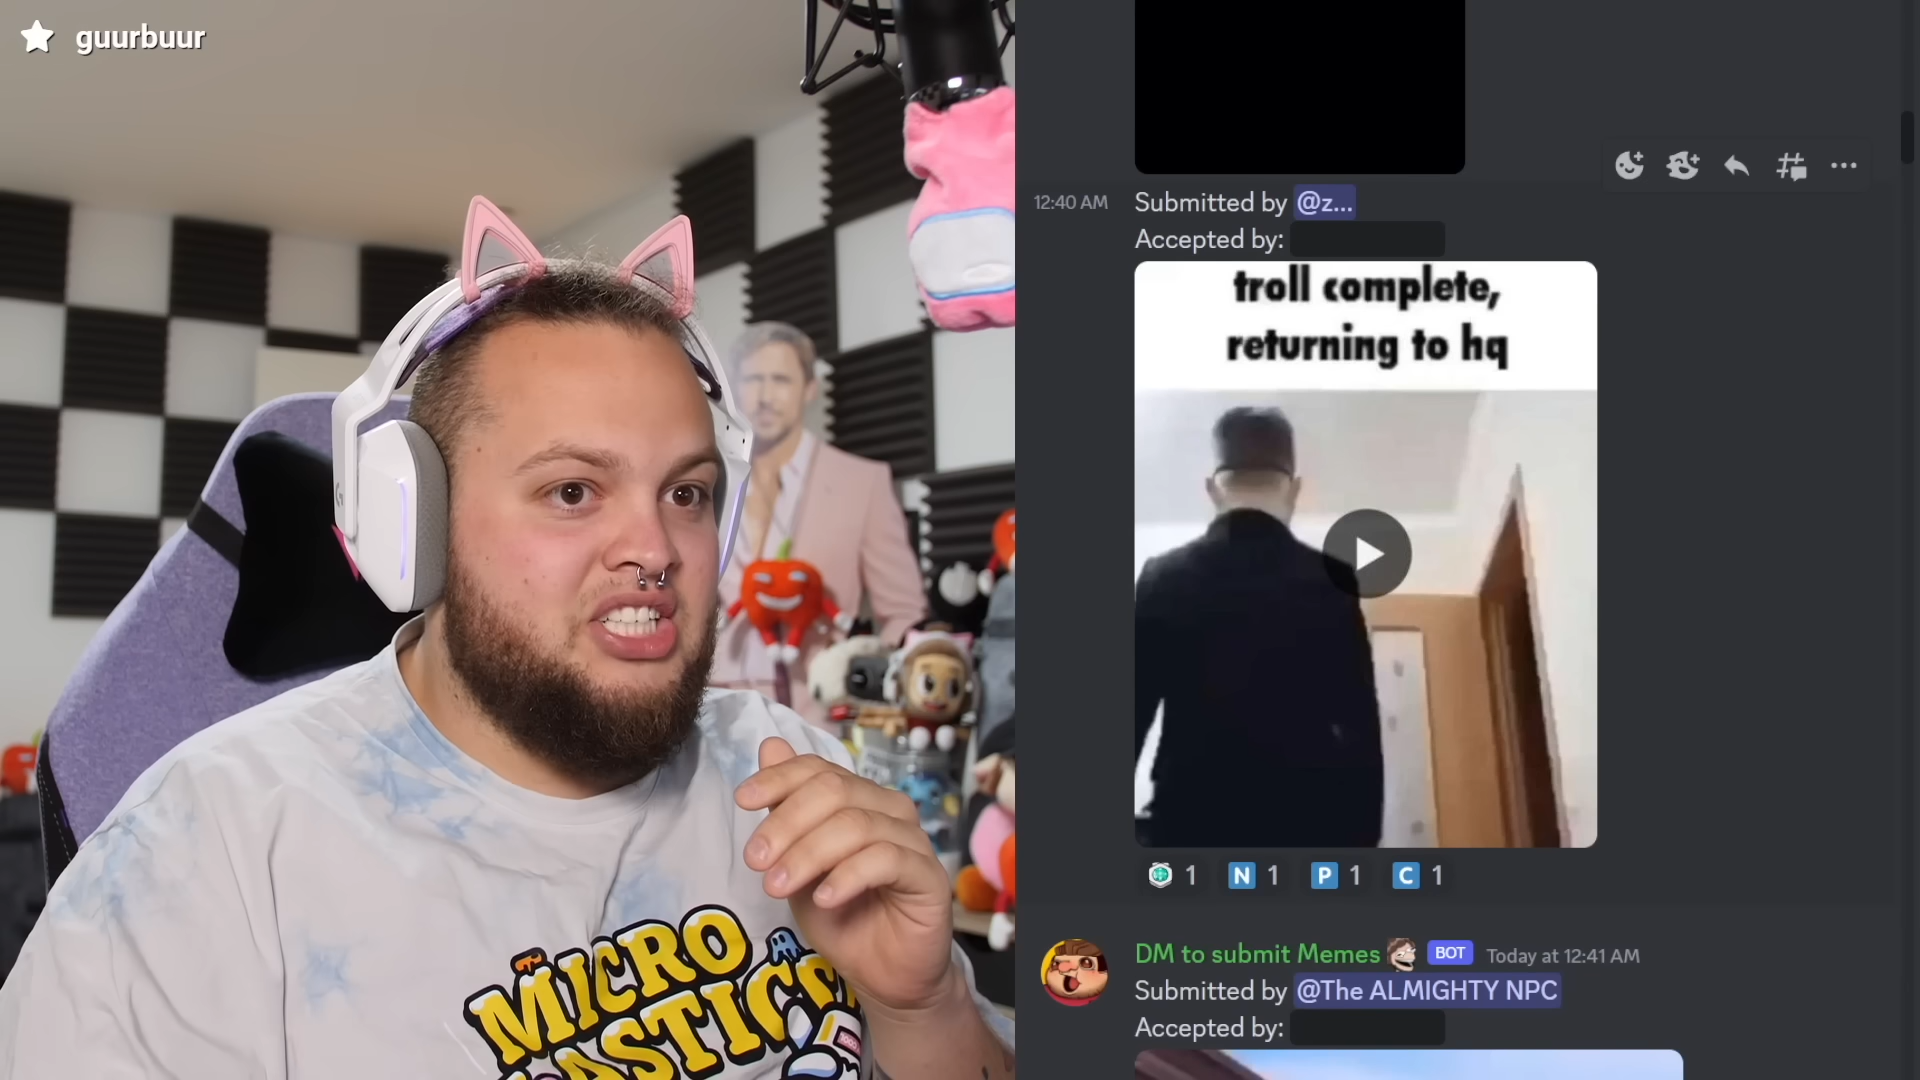 guurbuur
12:40 AM
Submitted by @z...
Accepted by:
troll complete,
returning to hq
1 N 1 P 1 C 1
DM to submit Memes BOT Today at 12:41 AM
Submitted by @The ALMIGHTY NPC
Accepted by:
MICRO